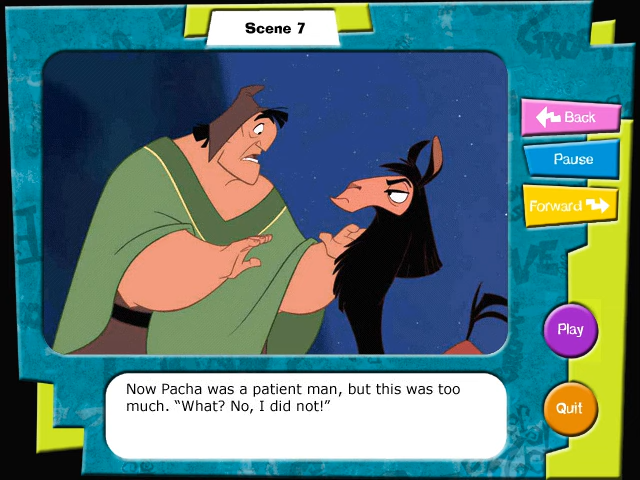 Scene 7
Back
Pause
Forward
Play
Quit
Now Pacha was a patient man, but this was too
much. “What? No, I did not!”